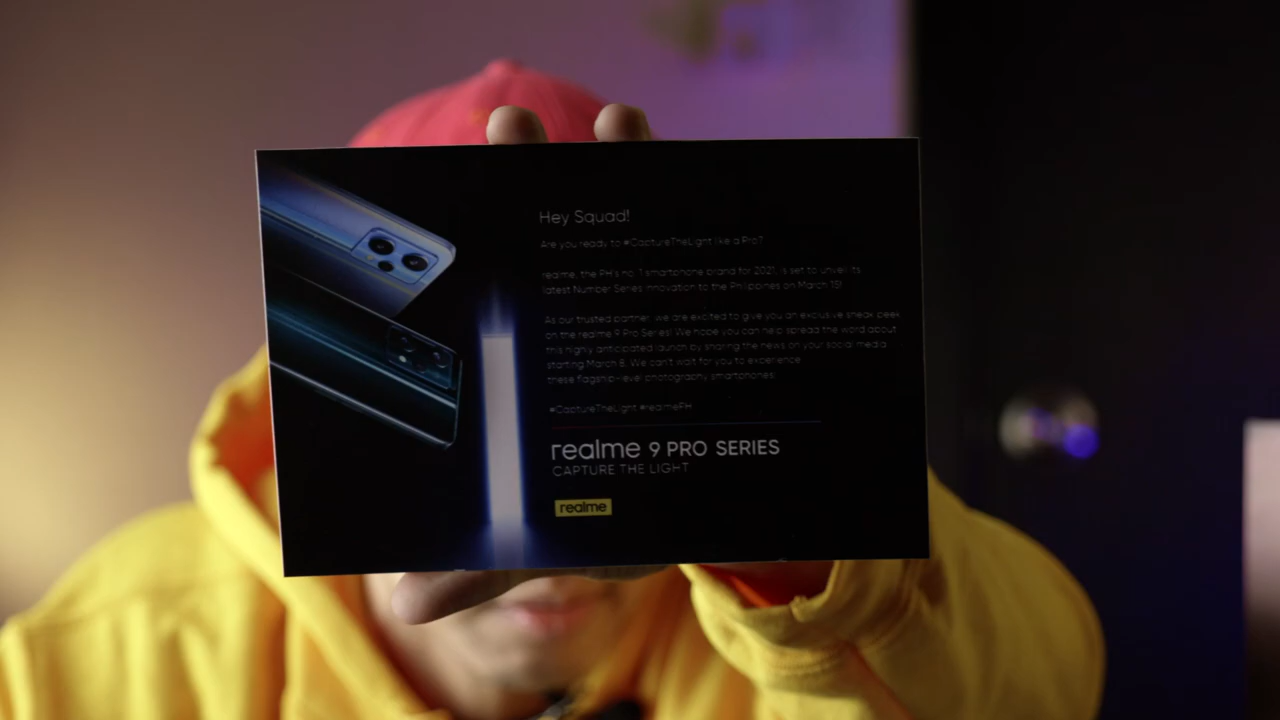 Hey Squad!
Are you ready to #CaptureTheLight like a Pro?
realme, the PH's no. 1 smartphone brand for 2021, is set to unveil its
latest Number Series innovation to the Philippines on March 15!
As our trusted partner, we are excited to give you an exclusive sneak peek
on the realme 9 Pro Series! We hope you can help spread the word about
this highly anticipated launch by sharing the news on your social media
starting March 8. We can't wait for you to experience
these flagship-level photography smartphones!
#CaptureTheLight #realmePH
realme 9 PRO SERIES
CAPTURE THE LIGHT
realme